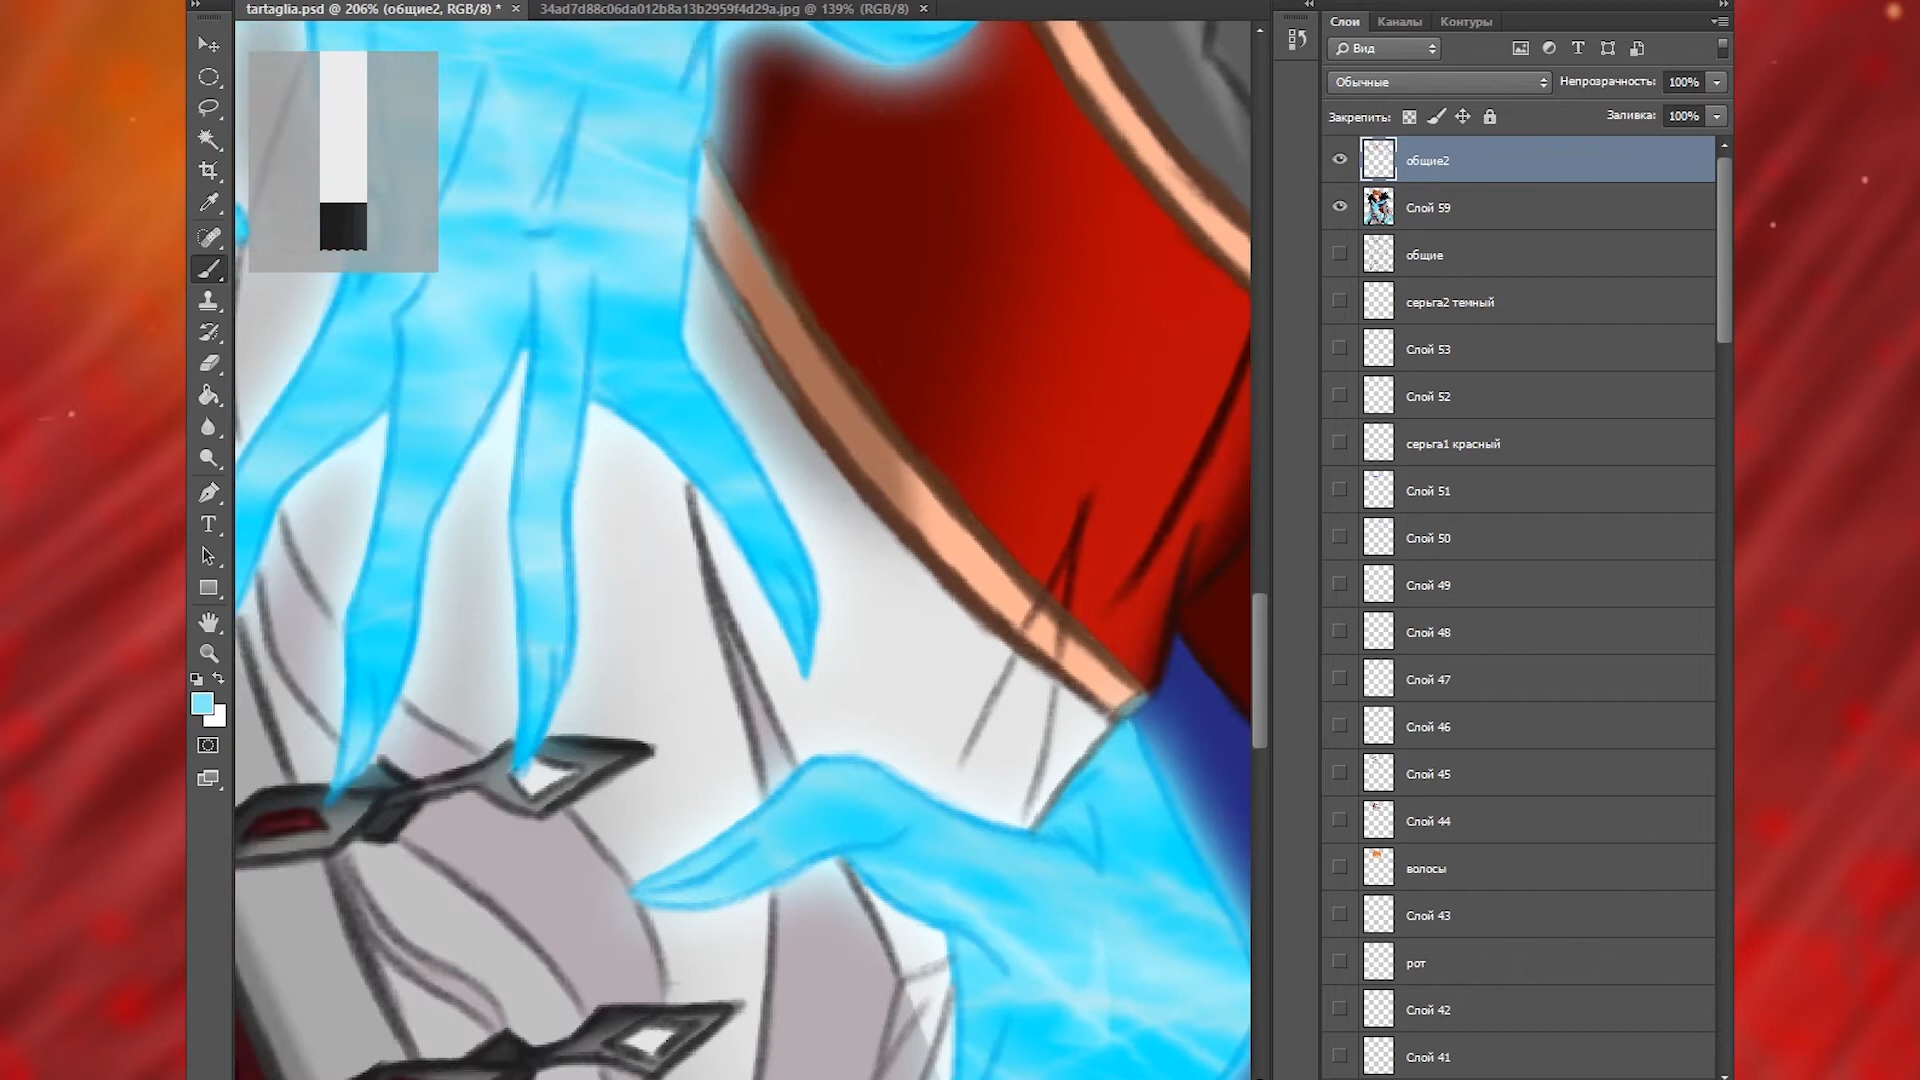 tartaglia.psd @ 206% (общие2, RGB/8) * ×
34ad7d88c06da012b8a13b2959f4d29a.jpg @ 139% (RGB/8) ×
Слои Каналы Контуры
Вид
Обычные Непрозрачность: 100%
Закрепить: Заливка: 100%
общие2
Слой 59
общие
серьга2 темный
Слой 53
Слой 52
серьга1 красный
Слой 51
Слой 50
Слой 49
Слой 48
Слой 47
Слой 46
Слой 45
Слой 44
волосы
Слой 43
рот
Слой 42
Слой 41